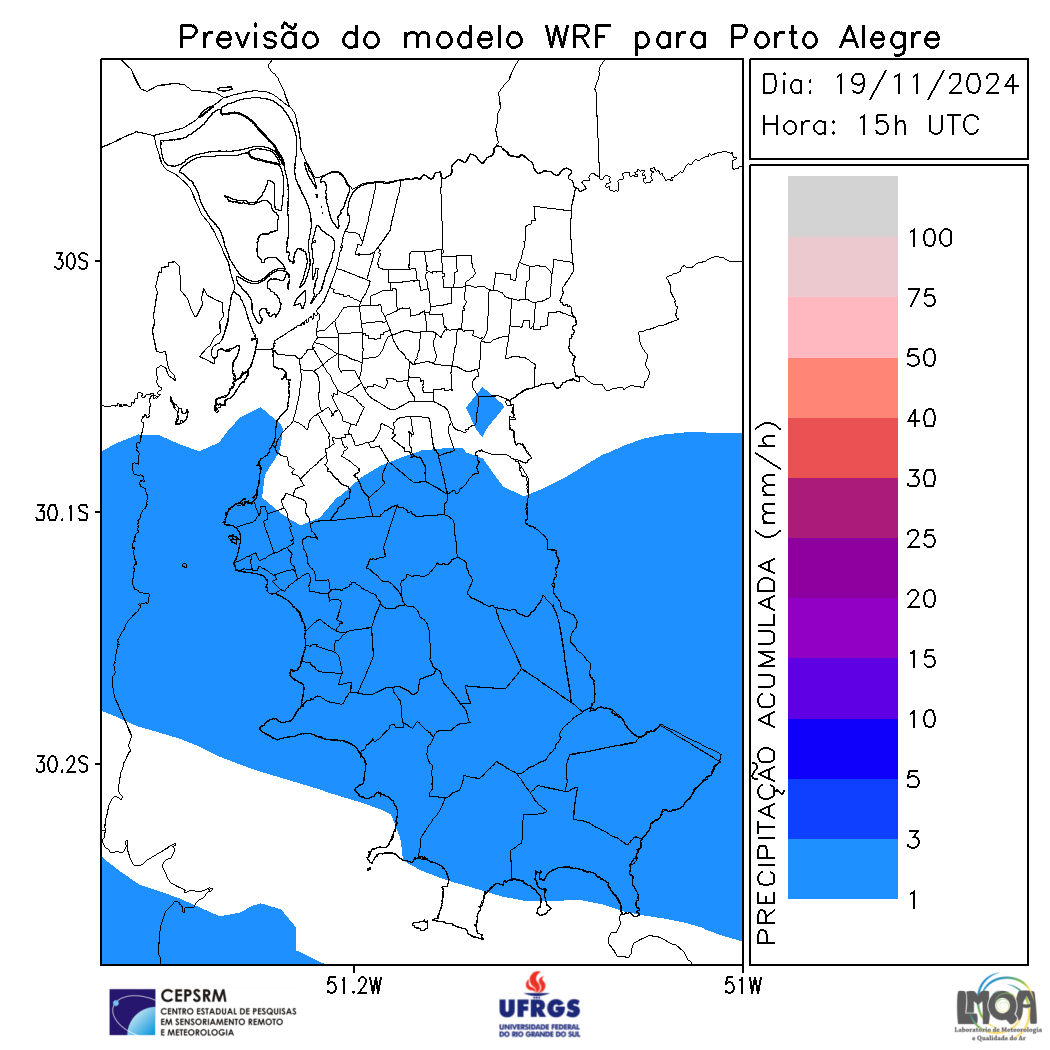 Previsão do modelo WRF para Porto Alegre
Dia: 19/11/2024
Hora: 15h UTC
30S
30.1S
30.2S
51.2W
51W
PRECIPITAÇÃO ACUMULADA (mm/h)
100
75
50
40
30
25
20
15
10
5
3
1
CEPSRM
CENTRO ESTADUAL DE PESQUISAS
EM SENSORIAMENTO REMOTO
E METEOROLOGIA
UFRGS
UNIVERSIDADE FEDERAL
DO RIO GRANDE DO SUL
LMQA
Laboratório de Meteorologia
e Qualidade do Ar